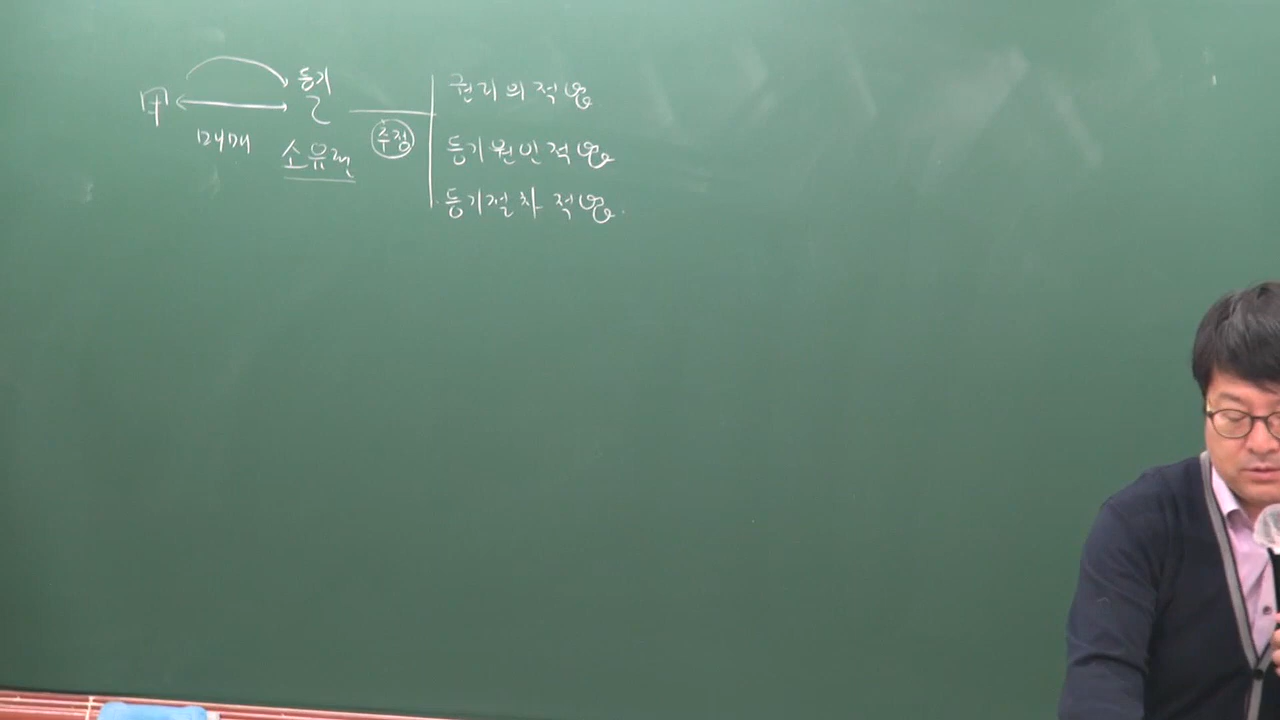 등기
甲 乙
매매
소유권
추정
권리의 적법
등기원인 적법
등기절차 적법.